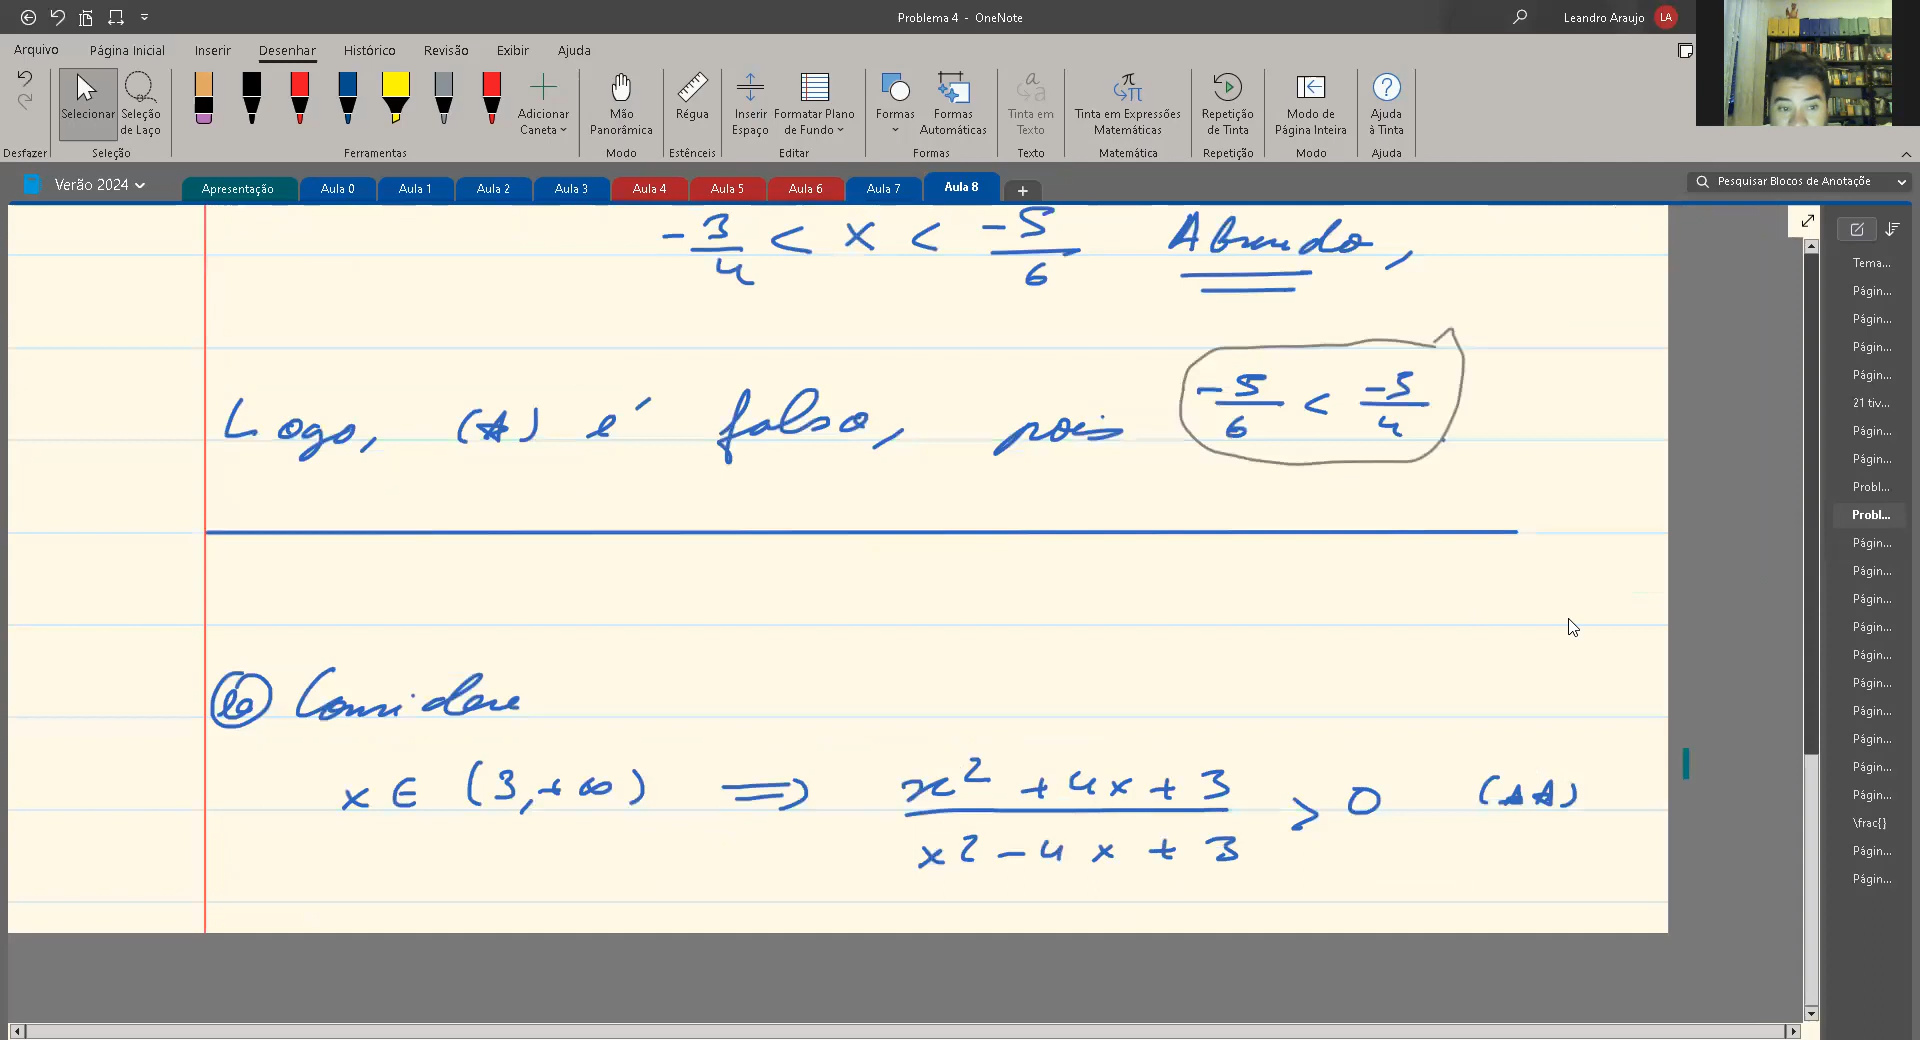 Problema 4 - OneNote
Leandro Araujo LA
Arquivo Página Inicial Inserir Desenhar Histórico Revisão Exibir Ajuda
Selecionar
Seleção de Laço
Adicionar Caneta
Mão Panorâmica
Régua
Inserir Espaço
Formatar Plano de Fundo
Formas
Formas Automáticas
Tinta em Texto
Tinta em Expressões Matemáticas
Repetição de Tinta
Modo de Página Inteira
Ajuda à Tinta
Desfazer Seleção Ferramentas Modo Estênceis Editar Formas Texto Matemática Repetição Modo Ajuda
Verão 2024 Apresentação Aula 0 Aula 1 Aula 2 Aula 3 Aula 4 Aula 5 Aula 6 Aula 7 Aula 8 + Pesquisar Blocos de Anotaçõe
-3/4 < x < -5/6 Absurdo,
Logo, (★) é falso, pois -5/6 < -3/4
(b) Considere
x ∈ (3,+∞) ⟹ x² + 4x + 3 / x2 - 4x + 3 > 0 (★★)
Tema...
Págin...
Págin...
Págin...
Págin...
21 tiv...
Págin...
Págin...
Probl...
Probl...
Págin...
Págin...
Págin...
Págin...
Págin...
Págin...
Págin...
Págin...
Págin...
Págin...
\frac{}
Págin...
Págin...